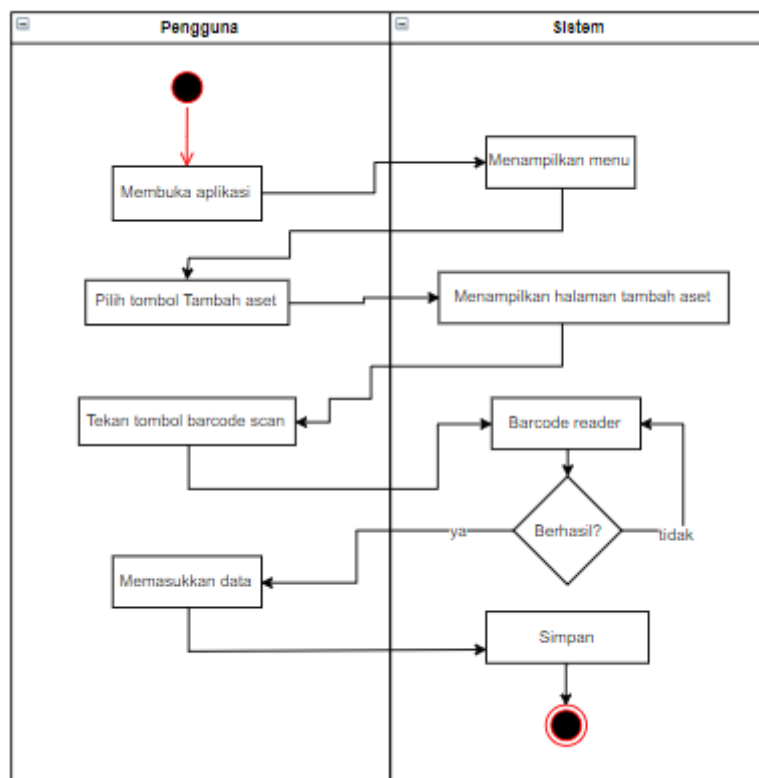 Pengguna
Sistem
Membuka aplikasi
Menampilkan menu
Pilih tombol Tambah aset
Menampilkan halaman tambah aset
Tekan tombol barcode scan
Barcode reader
Berhasil?
ya
tidak
Memasukkan data
Simpan